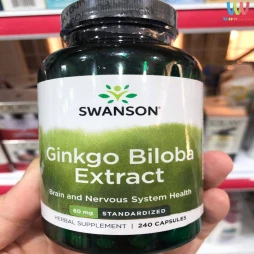 SWANSON®
Ginkgo Biloba
Extract
Brain and Nervous System Health
60 mg STANDARDIZED
HERBAL SUPPLEMENT | 240 CAPSULES